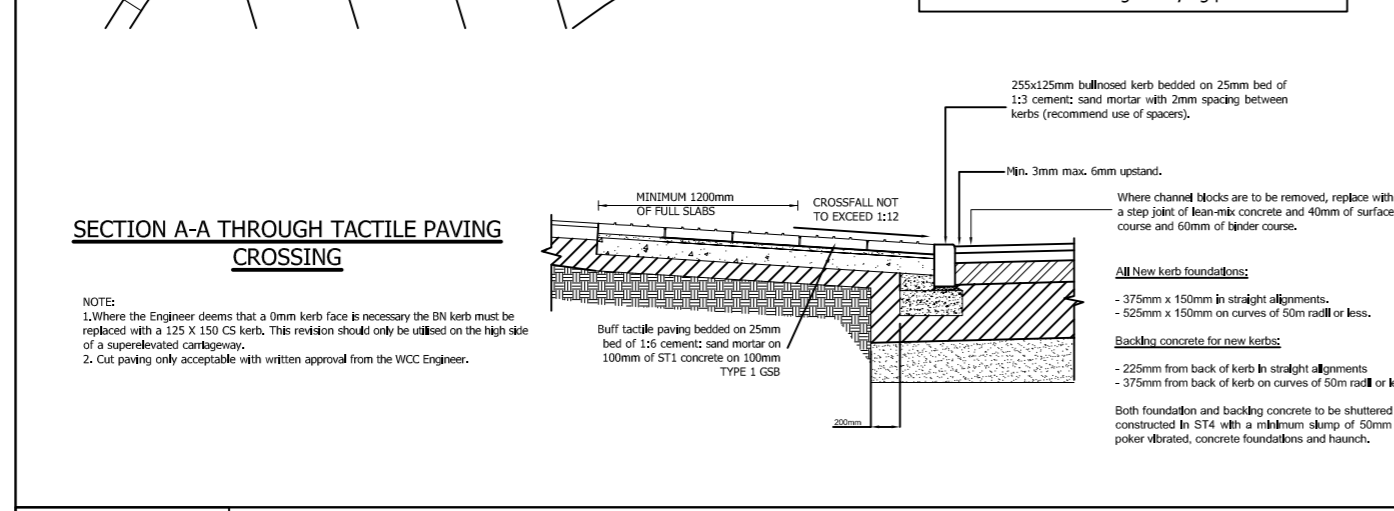 255x125mm bullnosed kerb bedded on 25mm bed of
1:3 cement: sand mortar with 2mm spacing between
kerbs (recommend use of spacers).
Min. 3mm max. 6mm upstand.
Where channel blocks are to be removed, replace with
a step joint of lean-mix concrete and 40mm of surface
course and 60mm of binder course.
MINIMUM 1200mm
OF FULL SLABS
CROSSFALL NOT
TO EXCEED 1:12
SECTION A-A THROUGH TACTILE PAVING
CROSSING
NOTE:
1.Where the Engineer deems that a 0mm kerb face is necessary the BN kerb must be
replaced with a 125 X 150 CS kerb. This revision should only be utilised on the high side
of a superelevated carriageway.
2. Cut paving only acceptable with written approval from the WCC Engineer.
Buff tactile paving bedded on 25mm
bed of 1:6 cement: sand mortar on
100mm of ST1 concrete on 100mm
TYPE 1 GSB
200mm
All New kerb foundations:
- 375mm x 150mm in straight alignments.
- 525mm x 150mm on curves of 50m radii or less.
Backing concrete for new kerbs:
- 225mm from back of kerb in straight alignments
- 375mm from back of kerb on curves of 50m radii or
Both foundation and backing concrete to be shuttered
constructed in ST4 with a minimum slump of 50mm
poker vibrated, concrete foundations and haunch.